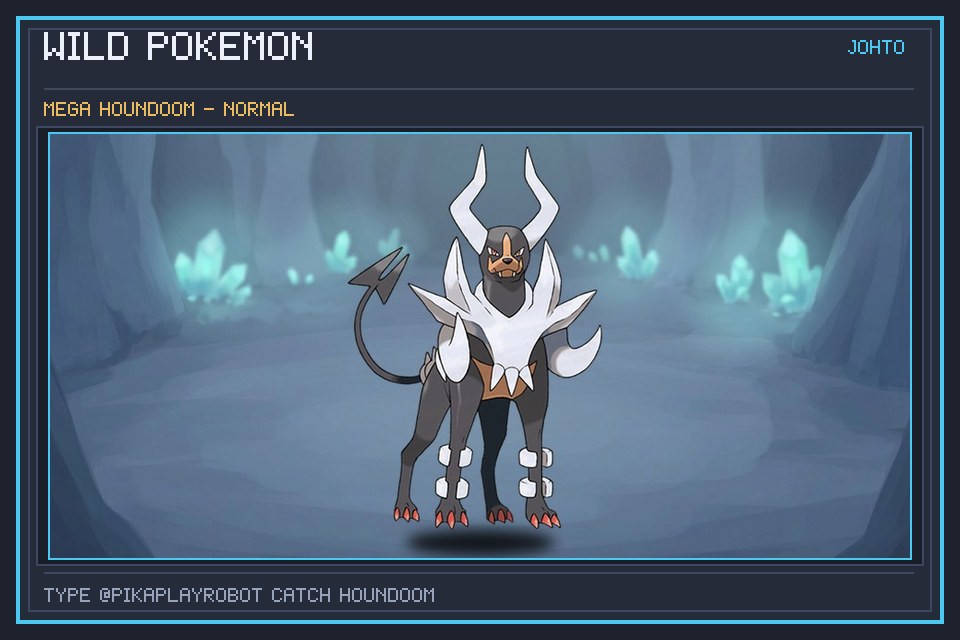 WILD POKEMON
JOHTO
MEGA HOUNDOOM - NORMAL
TYPE @PIKAPLAYROBOT CATCH HOUNDOOM